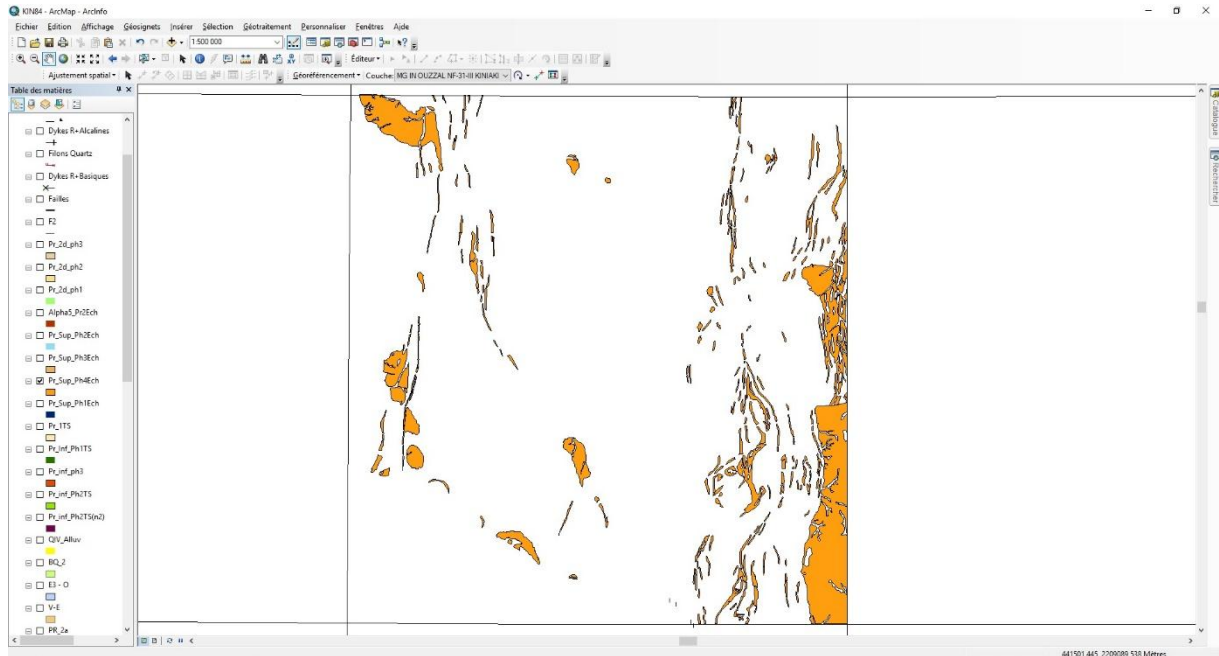 KIN84 - ArcMap - ArcInfo
Fichier Edition Affichage Géosignets Insérer Sélection Géotraitement Personnaliser Fenêtres Aide
1:500 000
Éditeur
Ajustement spatial Géoréférencement Couche: MG IN OUZZAL NF-31-III KINIAKI
Table des matières
Dykes R+Alcalines
Filons Quartz
Dykes R+Basiques
Failles
F2
Pr_2d_ph3
Pr_2d_ph2
Pr_2d_ph1
Alpha5_Pr2Ech
Pr_Sup_Ph2Ech
Pr_Sup_Ph3Ech
Pr_Sup_Ph4Ech
Pr_Sup_Ph1Ech
Pr_1TS
Pr_Inf_Ph1TS
Pr_inf_ph3
Pr_inf_Ph2TS
Pr_inf_Ph2TS(n2)
QIV_Alluv
BQ_2
E3 - O
V-E
PR_2a
Catalogue
Rechercher
441501,445 2209089,538 Mètres